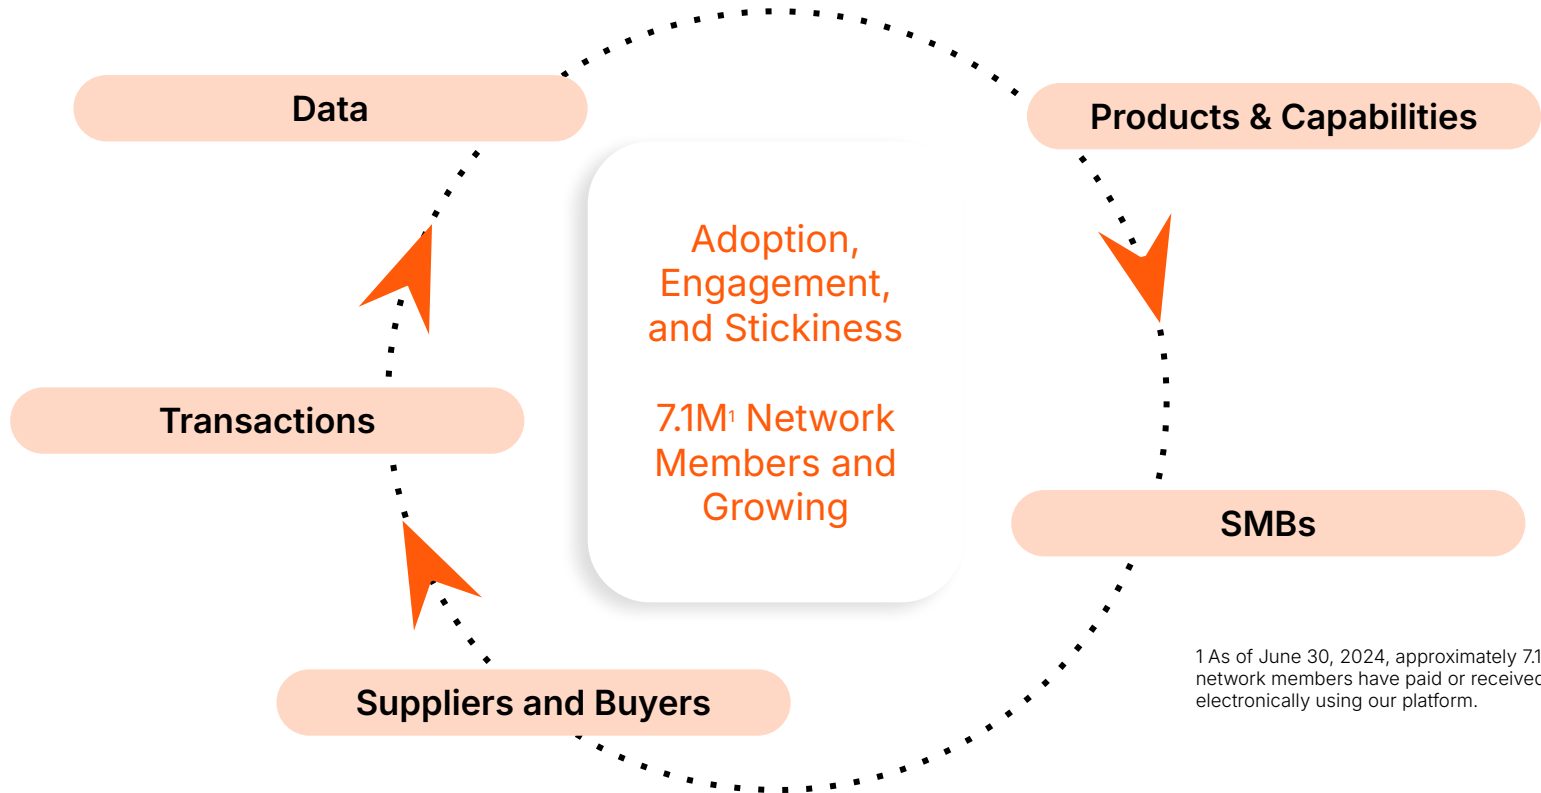 Data
Products & Capabilities
Adoption,
Engagement,
and Stickiness
7.1M¹ Network
Members and
Growing
Transactions
SMBs
Suppliers and Buyers
1 As of June 30, 2024, approximately 7.1
network members have paid or received
electronically using our platform.